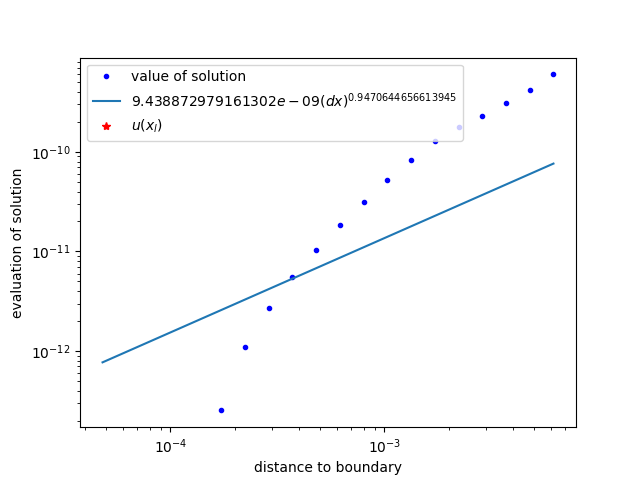 value of solution
9.438872979161302e − 09(dx)^0.9470644656613945
u(x_l)
10^−10
10^−11
10^−12
evaluation of solution
10^−4
10^−3
distance to boundary